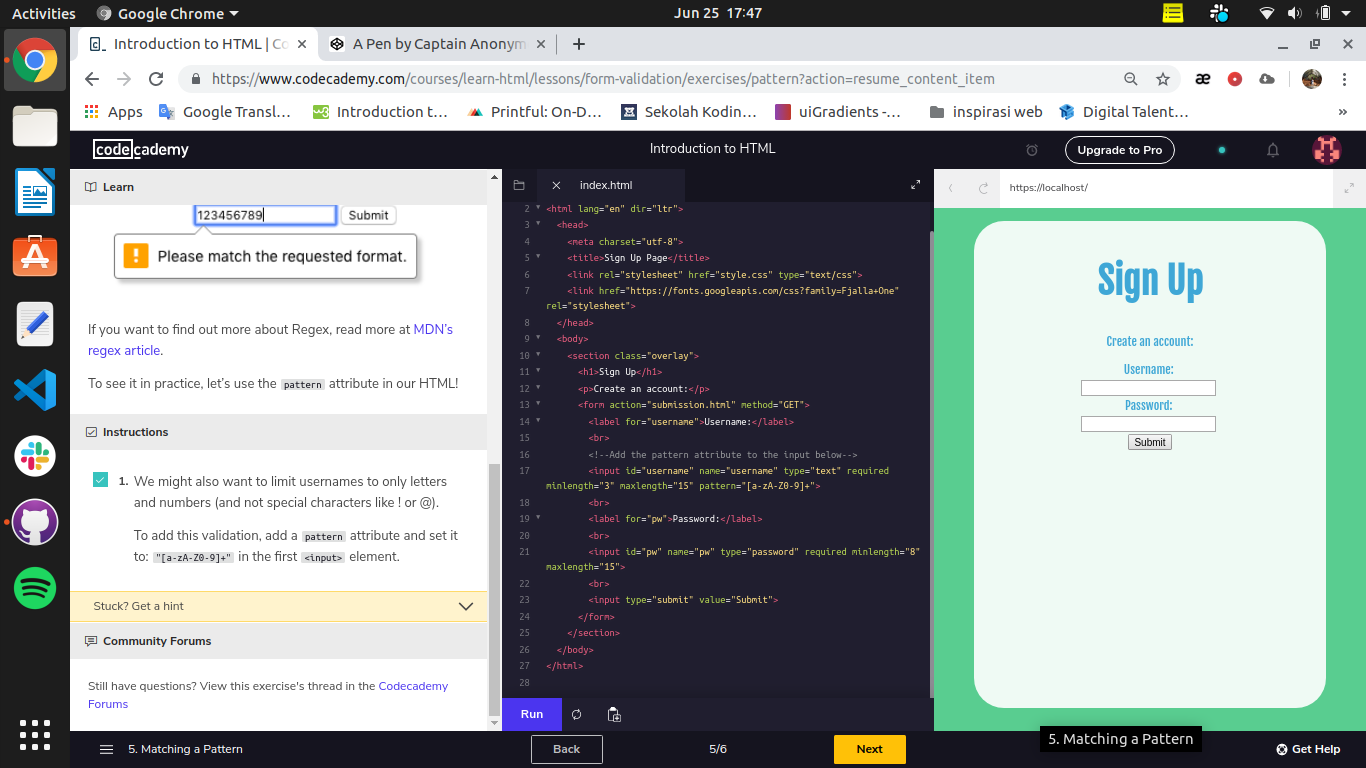 Activities
Google Chrome
Jun 25 17:47
Introduction to HTML | Co
A Pen by Captain Anonym
https://www.codecademy.com/courses/learn-html/lessons/form-validation/exercises/pattern?action=resume_content_item
Apps
Google Transl…
Introduction t…
Printful: On-D…
Sekolah Kodin…
uiGradients -…
inspirasi web
Digital Talent…
»
codecademy
Introduction to HTML
Upgrade to Pro
Learn
123456789
Submit
Please match the requested format.
If you want to find out more about Regex, read more at MDN's
regex article.
To see it in practice, let's use the pattern attribute in our HTML!
Instructions
1. We might also want to limit usernames to only letters
and numbers (and not special characters like ! or @).
To add this validation, add a pattern attribute and set it
to: "[a-zA-Z0-9]+" in the first <input> element.
Stuck? Get a hint
Community Forums
Still have questions? View this exercise's thread in the Codecademy
Forums
index.html
2 <html lang="en" dir="ltr">
3 <head>
4 <meta charset="utf-8">
5 <title>Sign Up Page</title>
6 <link rel="stylesheet" href="style.css" type="text/css">
7 <link href="https://fonts.googleapis.com/css?family=Fjalla+One"
rel="stylesheet">
8 </head>
9 <body>
10 <section class="overlay">
11 <h1>Sign Up</h1>
12 <p>Create an account:</p>
13 <form action="submission.html" method="GET">
14 <label for="username">Username:</label>
15 <br>
16 <!--Add the pattern attribute to the input below-->
17 <input id="username" name="username" type="text" required
minlength="3" maxlength="15" pattern="[a-zA-Z0-9]+">
18 <br>
19 <label for="pw">Password:</label>
20 <br>
21 <input id="pw" name="pw" type="password" required minlength="8"
maxlength="15">
22 <br>
23 <input type="submit" value="Submit">
24 </form>
25 </section>
26 </body>
27 </html>
28
Run
https://localhost/
Sign Up
Create an account:
Username:
Password:
Submit
5. Matching a Pattern
Back
5/6
Next
5. Matching a Pattern
Get Help